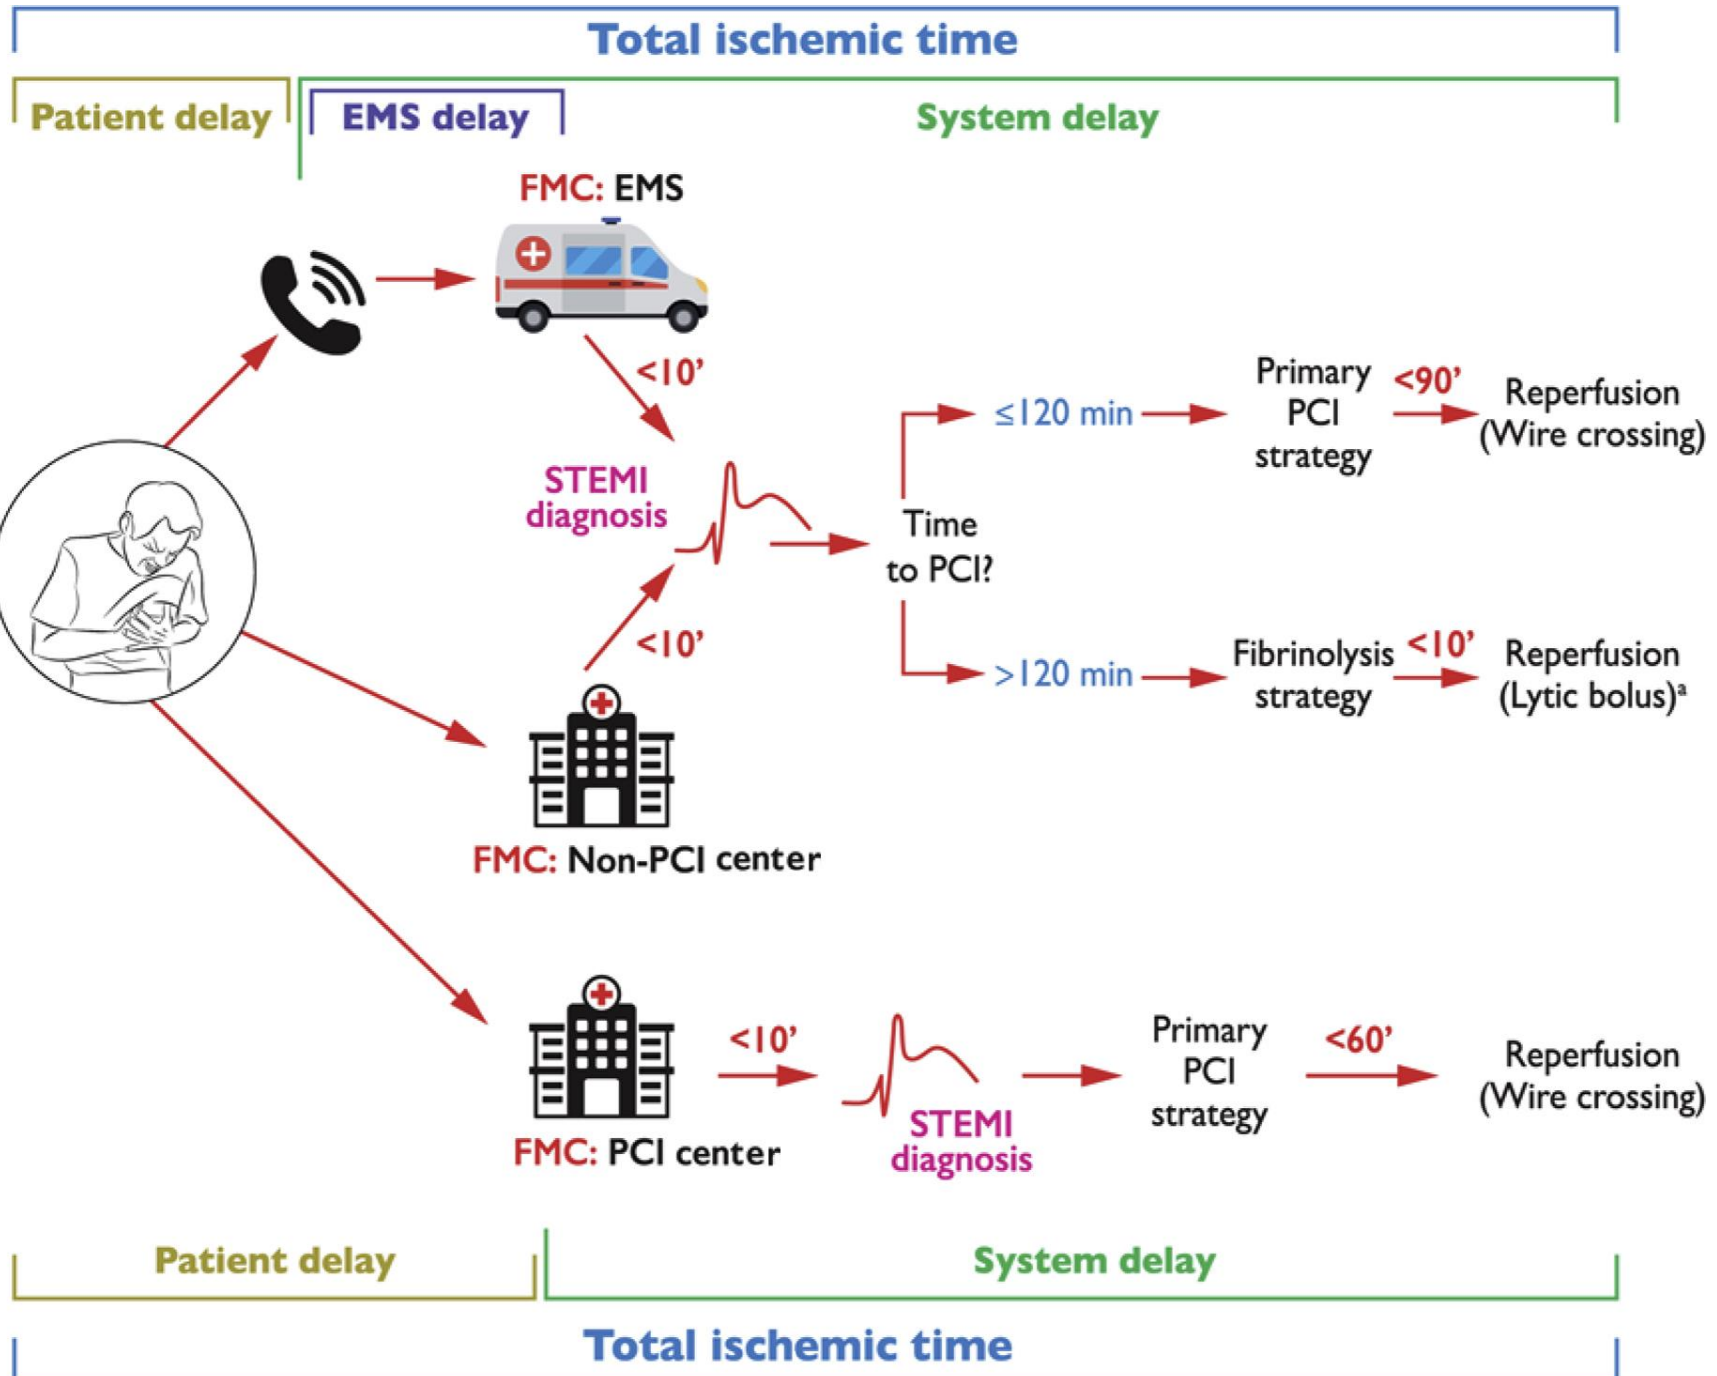 Total ischemic time
Patient delay
EMS delay
System delay
FMC: EMS
<10’
STEMI
diagnosis
<10’
Time
to PCI?
≤120 min
Primary
PCI
strategy
<90’
Reperfusion
(Wire crossing)
>120 min
Fibrinolysis
strategy
<10’
Reperfusion
(Lytic bolus)ª
FMC: Non-PCI center
FMC: PCI center
<10’
STEMI
diagnosis
Primary
PCI
strategy
<60’
Reperfusion
(Wire crossing)
Patient delay
System delay
Total ischemic time